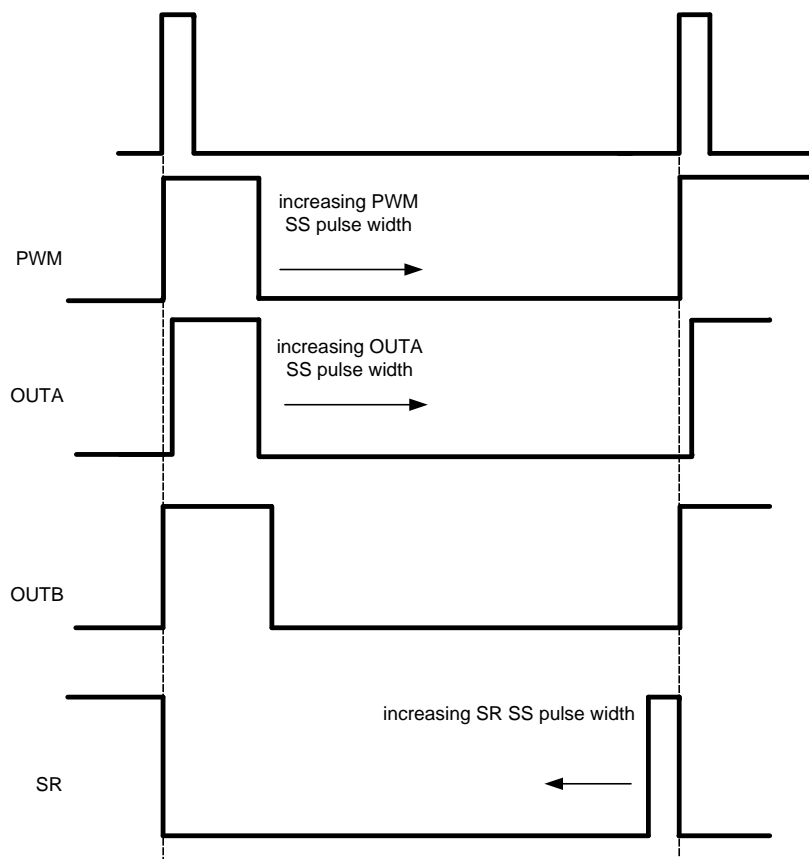 increasing PWM
SS pulse width
PWM
increasing OUTA
SS pulse width
OUTA
OUTB
increasing SR SS pulse width
SR